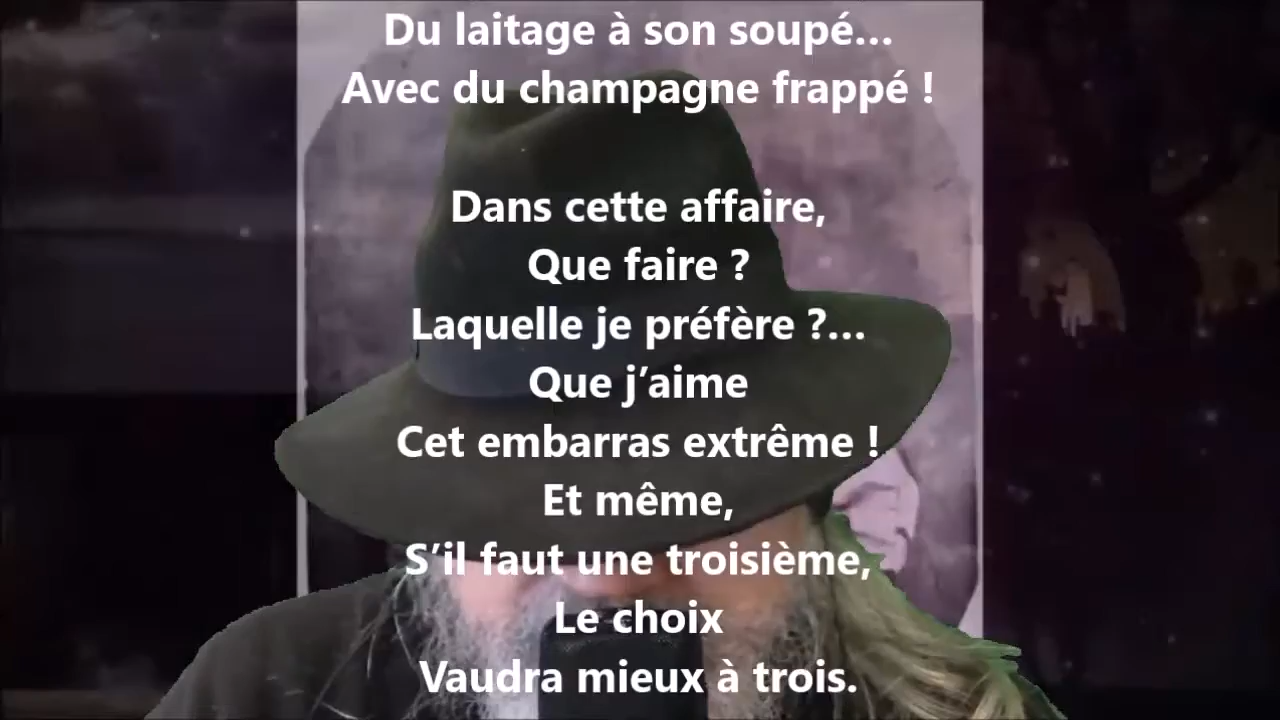 Du laitage à son soupé…
Avec du champagne frappé !
Dans cette affaire,
Que faire ?
Laquelle je préfère ?…
Que j’aime
Cet embarras extrême !
Et même,
S’il faut une troisième,
Le choix
Vaudra mieux à trois.